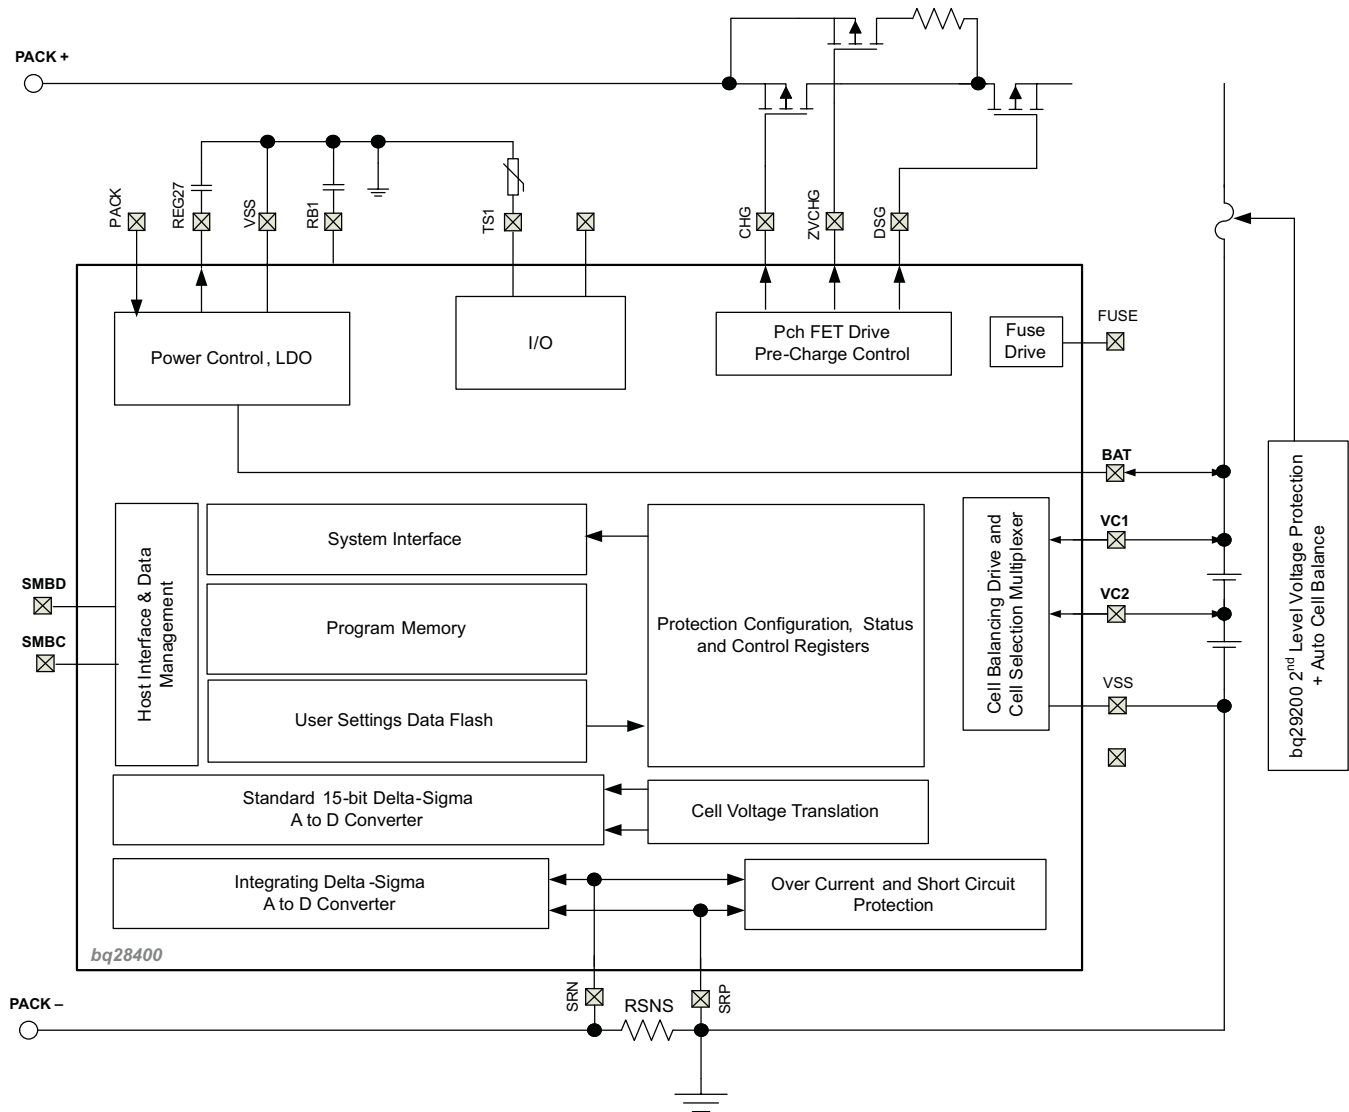 PACK +
PACK
REG27
VSS
RB1
TS1
CHG
ZVCHG
DSG
FUSE
Power Control, LDO
I/O
Pch FET Drive
Pre-Charge Control
Fuse
Drive
BAT
VC1
VC2
VSS
bq29200 2nd Level Voltage Protection
+ Auto Cell Balance
SMBD
SMBC
Host Interface & Data
Management
System Interface
Program Memory
User Settings Data Flash
Protection Configuration, Status
and Control Registers
Cell Balancing Drive and
Cell Selection Multiplexer
Standard 15-bit Delta-Sigma
A to D Converter
Cell Voltage Translation
Integrating Delta-Sigma
A to D Converter
Over Current and Short Circuit
Protection
bq28400
PACK –
SRN
RSNS
SRP